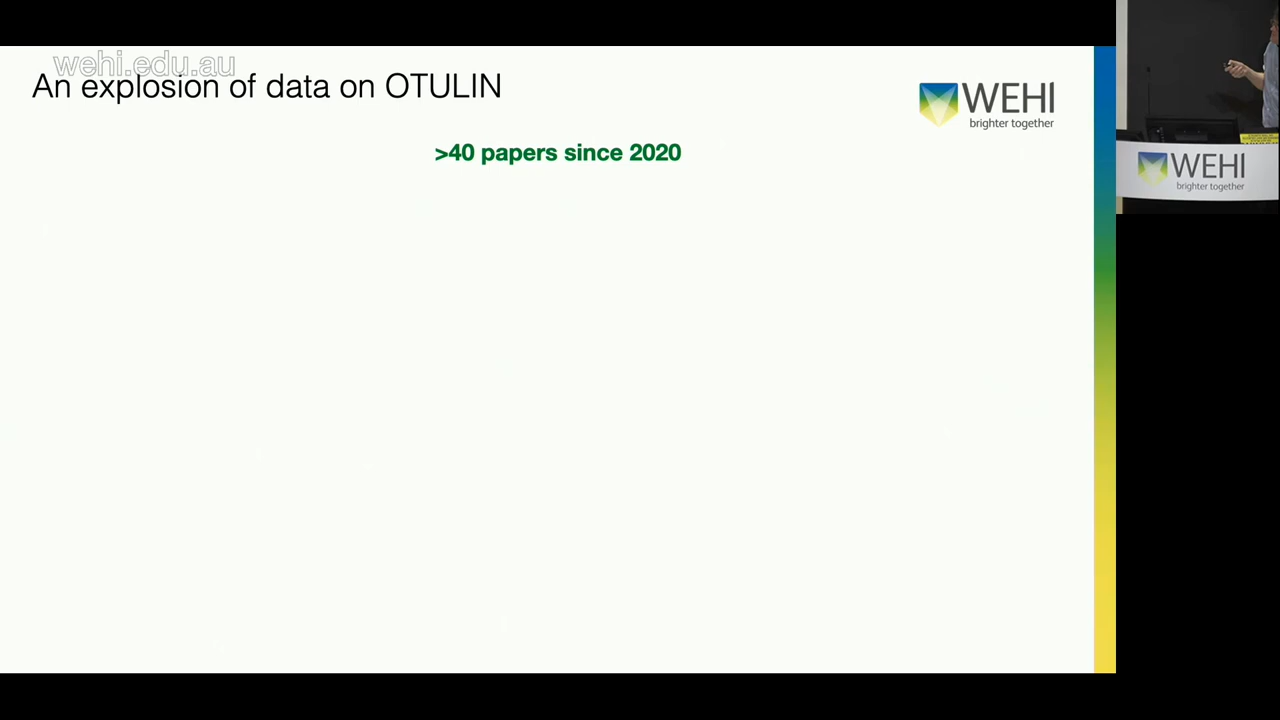 wehi.edu.au
An explosion of data on OTULIN
WEHI
brighter together
>40 papers since 2020
WEHI
brighter together